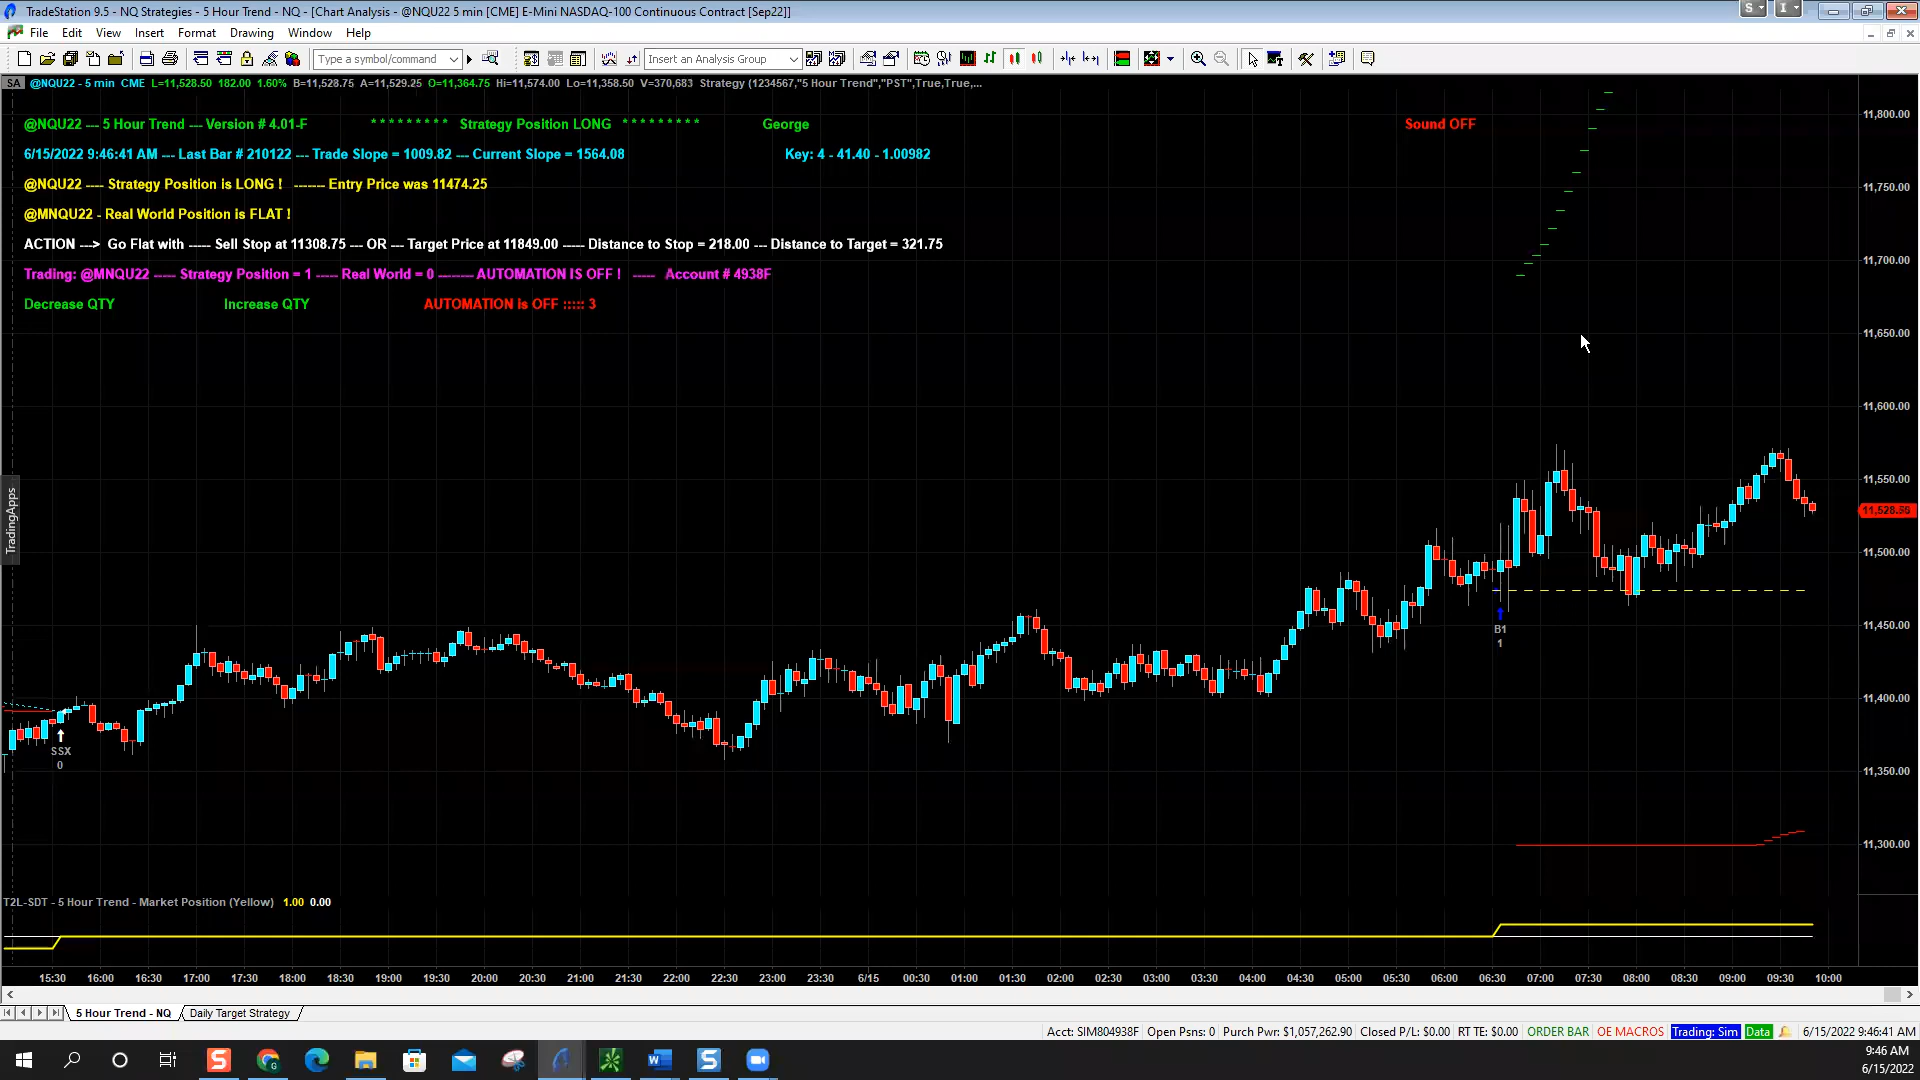 TradeStation 9.5 - NQ Strategies - 5 Hour Trend - NQ - [Chart Analysis - @NQU22 5 min [CME] E-Mini NASDAQ-100 Continuous Contract [Sep22]]
S
I
File Edit View Insert Format Drawing Window Help
Type a symbol/command
Insert an Analysis Group
SA @NQU22 - 5 min CME L=11,528.50 182.00 1.60% B=11,528.75 A=11,529.25 O=11,364.75 Hi=11,574.00 Lo=11,358.50 V=370,683 Strategy (1234567,"5 Hour Trend","PST",True,True,...
@NQU22 --- 5 Hour Trend --- Version # 4.01-F * * * * * * * * * Strategy Position LONG * * * * * * * * * George Sound OFF
6/15/2022 9:46:41 AM --- Last Bar # 210122 --- Trade Slope = 1009.82 --- Current Slope = 1564.08 Key: 4 - 41.40 - 1.00982
@NQU22 ---- Strategy Position is LONG ! ------- Entry Price was 11474.25
@MNQU22 - Real World Position is FLAT !
ACTION ---> Go Flat with ----- Sell Stop at 11308.75 --- OR --- Target Price at 11849.00 ----- Distance to Stop = 218.00 --- Distance to Target = 321.75
Trading: @MNQU22 ----- Strategy Position = 1 ----- Real World = 0 -------- AUTOMATION IS OFF ! ----- Account # 4938F
Decrease QTY Increase QTY AUTOMATION is OFF ::::: 3
11,800.00
11,750.00
11,700.00
11,650.00
11,600.00
11,550.00
11,528.50
11,500.00
11,450.00
11,400.00
11,350.00
11,300.00
TradingApps
B1
1
SSX
0
T2L-SDT - 5 Hour Trend - Market Position (Yellow) 1.00 0.00
15:30 16:00 16:30 17:00 17:30 18:00 18:30 19:00 19:30 20:00 20:30 21:00 21:30 22:00 22:30 23:00 23:30 6/15 00:30 01:00 01:30 02:00 02:30 03:00 03:30 04:00 04:30 05:00 05:30 06:00 06:30 07:00 07:30 08:00 08:30 09:00 09:30 10:00
5 Hour Trend - NQ Daily Target Strategy
Acct: SIM804938F Open Psns: 0 Purch Pwr: $1,057,262.90 Closed P/L: $0.00 RT TE: $0.00 ORDER BAR OE MACROS Trading: Sim Data 6/15/2022 9:46:41 AM
9:46 AM
6/15/2022